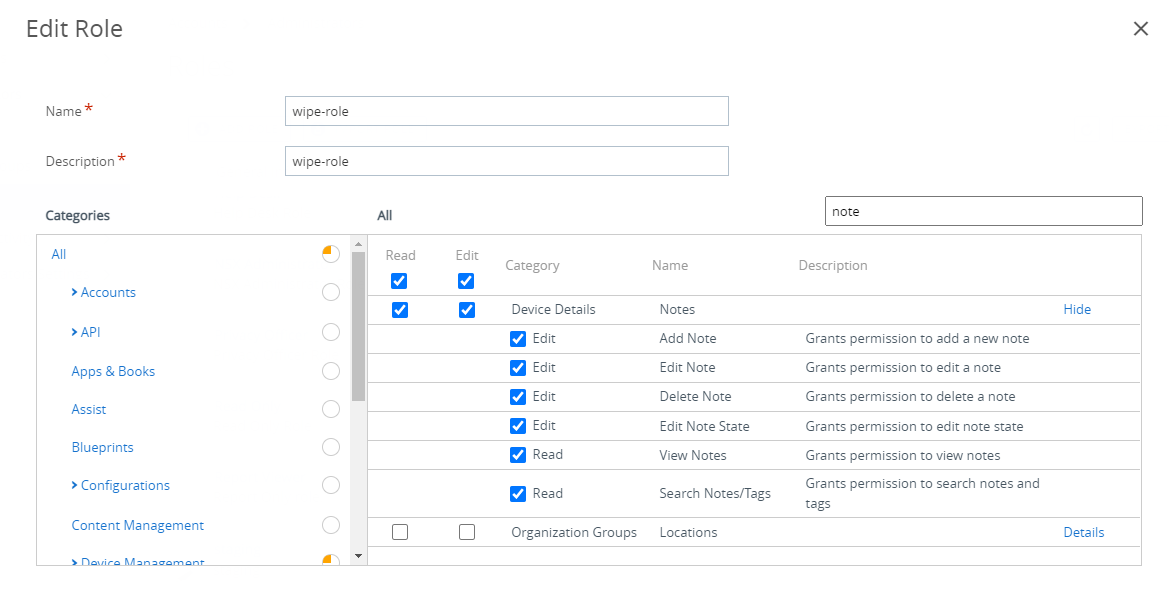 Edit Role
Name *
wipe-role
Description *
wipe-role
Categories
All
note
All
> Accounts
> API
Apps & Books
Assist
Blueprints
> Configurations
Content Management
> Device Management
Read Edit Category Name Description
Device Details Notes Hide
Edit Add Note Grants permission to add a new note
Edit Edit Note Grants permission to edit a note
Edit Delete Note Grants permission to delete a note
Edit Edit Note State Grants permission to edit note state
Read View Notes Grants permission to view notes
Read Search Notes/Tags Grants permission to search notes and
tags
Organization Groups Locations Details